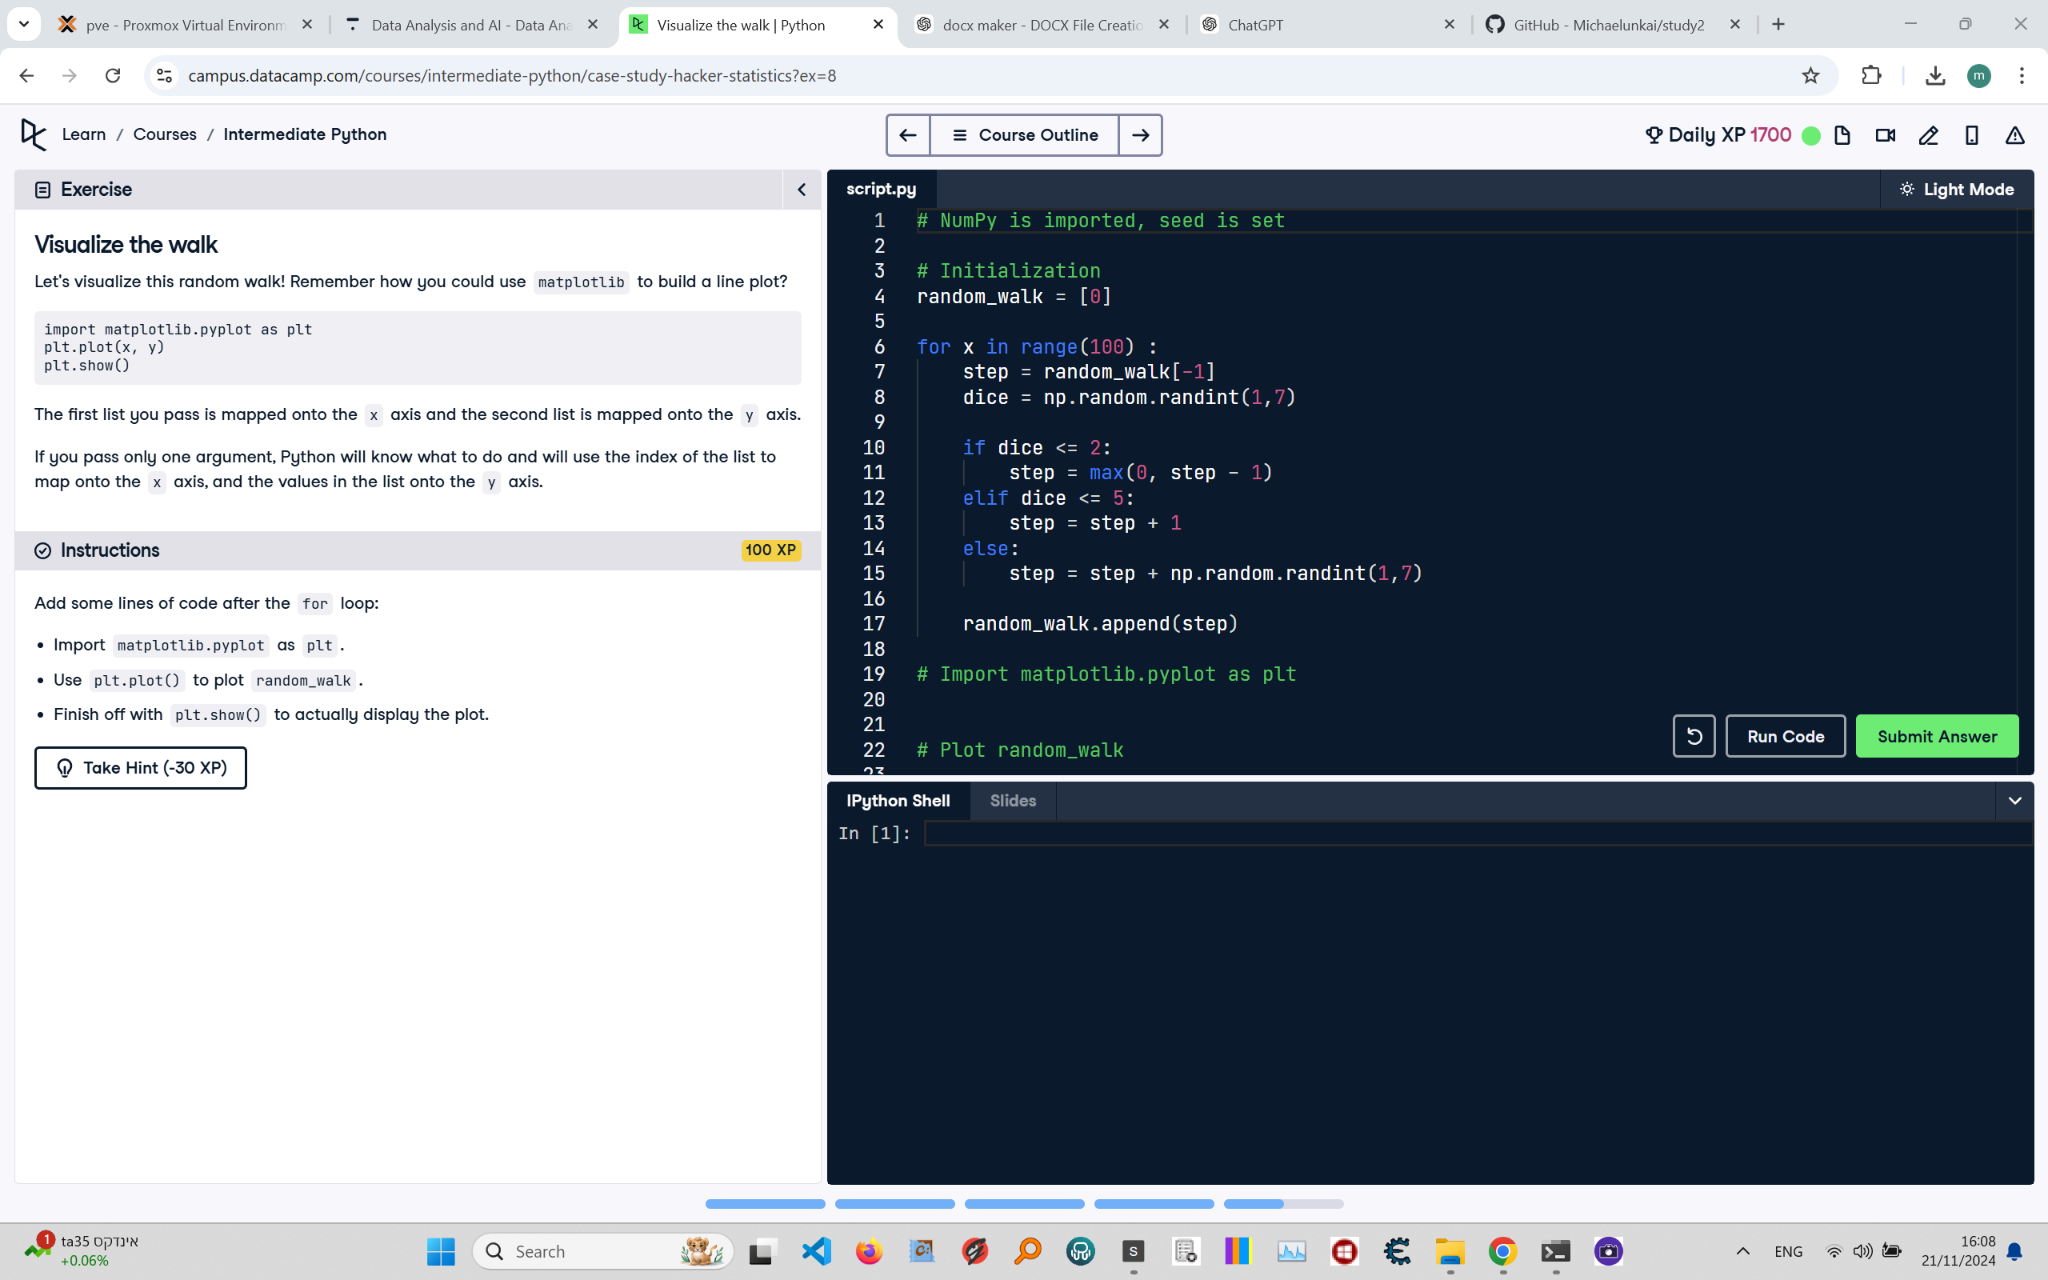 pve - Proxmox Virtual Environm
Data Analysis and AI - Data Ana
Visualize the walk | Python
docx maker - DOCX File Creatio
ChatGPT
GitHub - Michaelunkai/study2
campus.datacamp.com/courses/intermediate-python/case-study-hacker-statistics?ex=8
m
Learn / Courses / Intermediate Python
Course Outline
Daily XP 1700
Exercise
Visualize the walk
Let's visualize this random walk! Remember how you could use matplotlib to build a line plot?
import matplotlib.pyplot as plt
plt.plot(x, y)
plt.show()
The first list you pass is mapped onto the x axis and the second list is mapped onto the y axis.
If you pass only one argument, Python will know what to do and will use the index of the list to
map onto the x axis, and the values in the list onto the y axis.
Instructions
100 XP
Add some lines of code after the for loop:
• Import matplotlib.pyplot as plt.
• Use plt.plot() to plot random_walk.
• Finish off with plt.show() to actually display the plot.
Take Hint (-30 XP)
script.py
Light Mode
1 # NumPy is imported, seed is set
2
3 # Initialization
4 random_walk = [0]
5
6 for x in range(100) :
7     step = random_walk[-1]
8     dice = np.random.randint(1,7)
9
10     if dice <= 2:
11         step = max(0, step - 1)
12     elif dice <= 5:
13         step = step + 1
14     else:
15         step = step + np.random.randint(1,7)
16
17     random_walk.append(step)
18
19 # Import matplotlib.pyplot as plt
20
21
22 # Plot random_walk
23
Run Code
Submit Answer
IPython Shell
Slides
In [1]:
1
אינדקס ta35
+0.06%
Search
S
ENG
16:08
21/11/2024